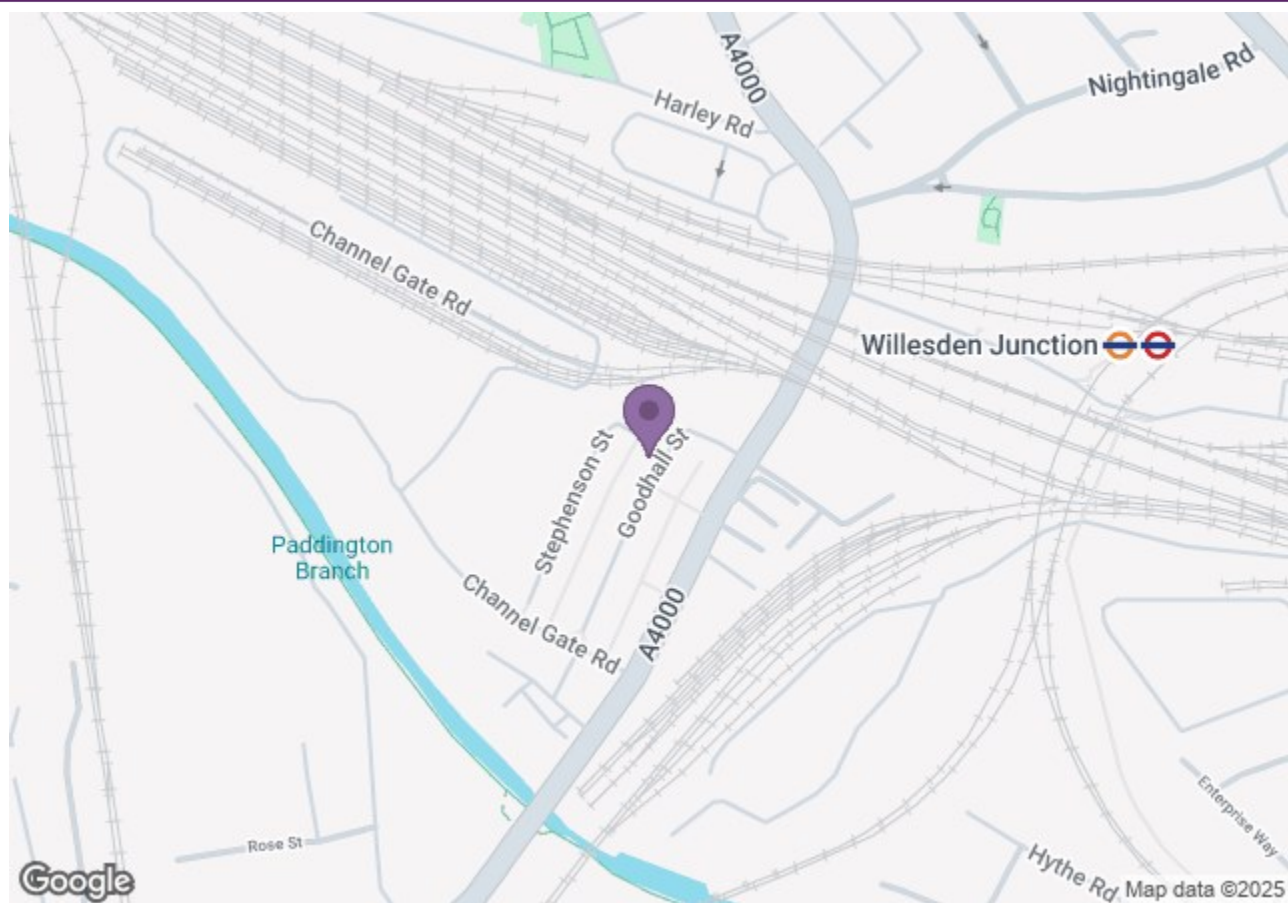 A4000
Nightingale Rd
Harley Rd
Channel Gate Rd
Willesden Junction
Stephenson St
Goodhall St
Paddington
Branch
Channel Gate Rd
A4000
Enterprise Way
Rose St
Hythe Rd
Google
Map data ©2025